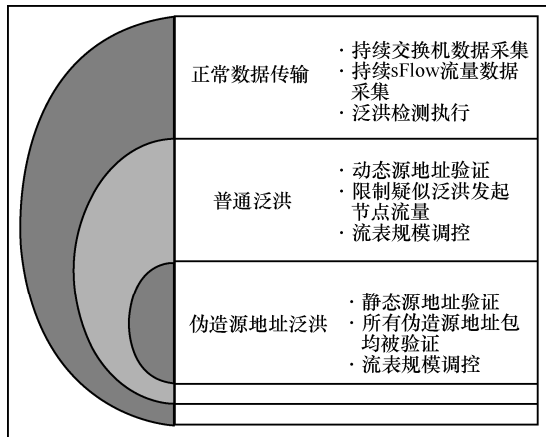 正常数据传输
· 持续交换机数据采集
· 持续sFlow流量数据
采集
· 泛洪检测执行
普通泛洪
· 动态源地址验证
· 限制疑似泛洪发起
节点流量
· 流表规模调控
伪造源地址泛洪
· 静态源地址验证
· 所有伪造源地址包
均被验证
· 流表规模调控